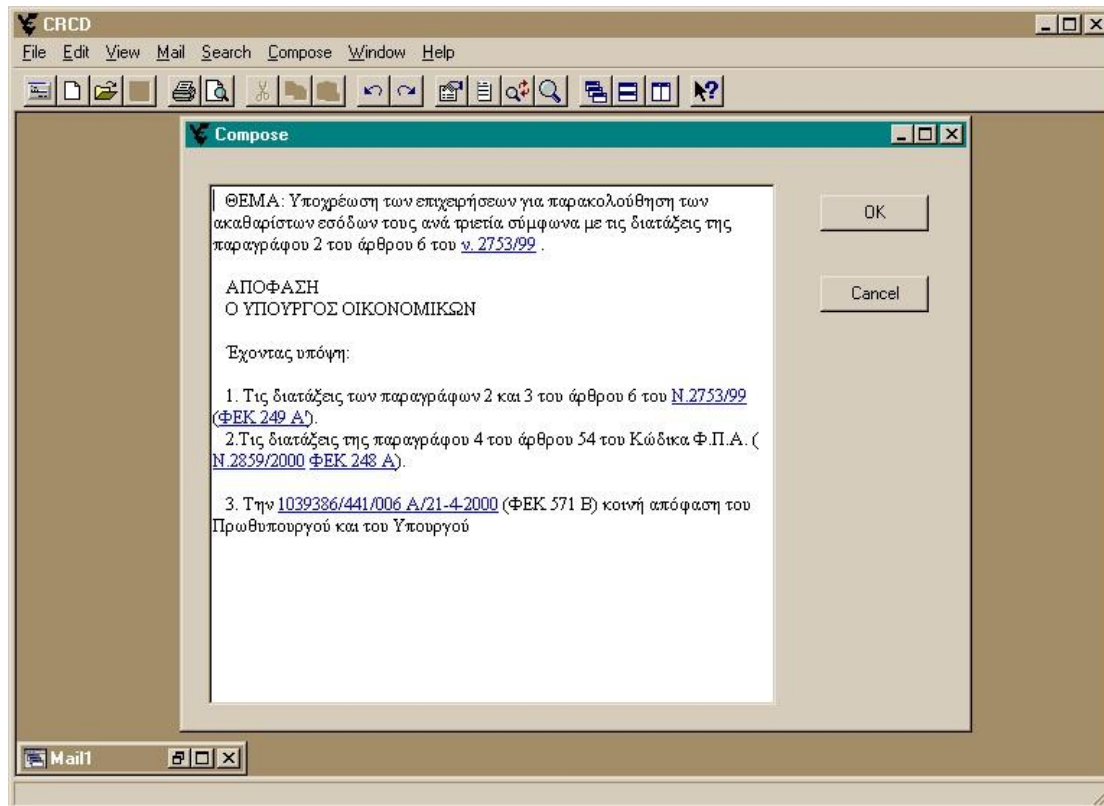 CRCD
File Edit View Mail Search Compose Window Help
Compose
ΘΕΜΑ: Υποχρέωση των επιχειρήσεων για παρακολούθηση των
ακαθαρίστων εσόδων τους ανά τριετία σύμφωνα με τις διατάξεις της
παραγράφου 2 του άρθρου 6 του ν. 2753/99 .
ΑΠΟΦΑΣΗ
Ο ΥΠΟΥΡΓΟΣ ΟΙΚΟΝΟΜΙΚΩΝ
Έχοντας υπόψη:
1. Τις διατάξεις των παραγράφων 2 και 3 του άρθρου 6 του Ν.2753/99
(ΦΕΚ 249 Α').
2.Τις διατάξεις της παραγράφου 4 του άρθρου 54 του Κώδικα Φ.Π.Α. (
Ν.2859/2000 ΦΕΚ 248 Α).
3. Την 1039386/441/006 Α/21-4-2000 (ΦΕΚ 571 Β) κοινή απόφαση του
Πρωθυπουργού και του Υπουργού
OK
Cancel
Mail1